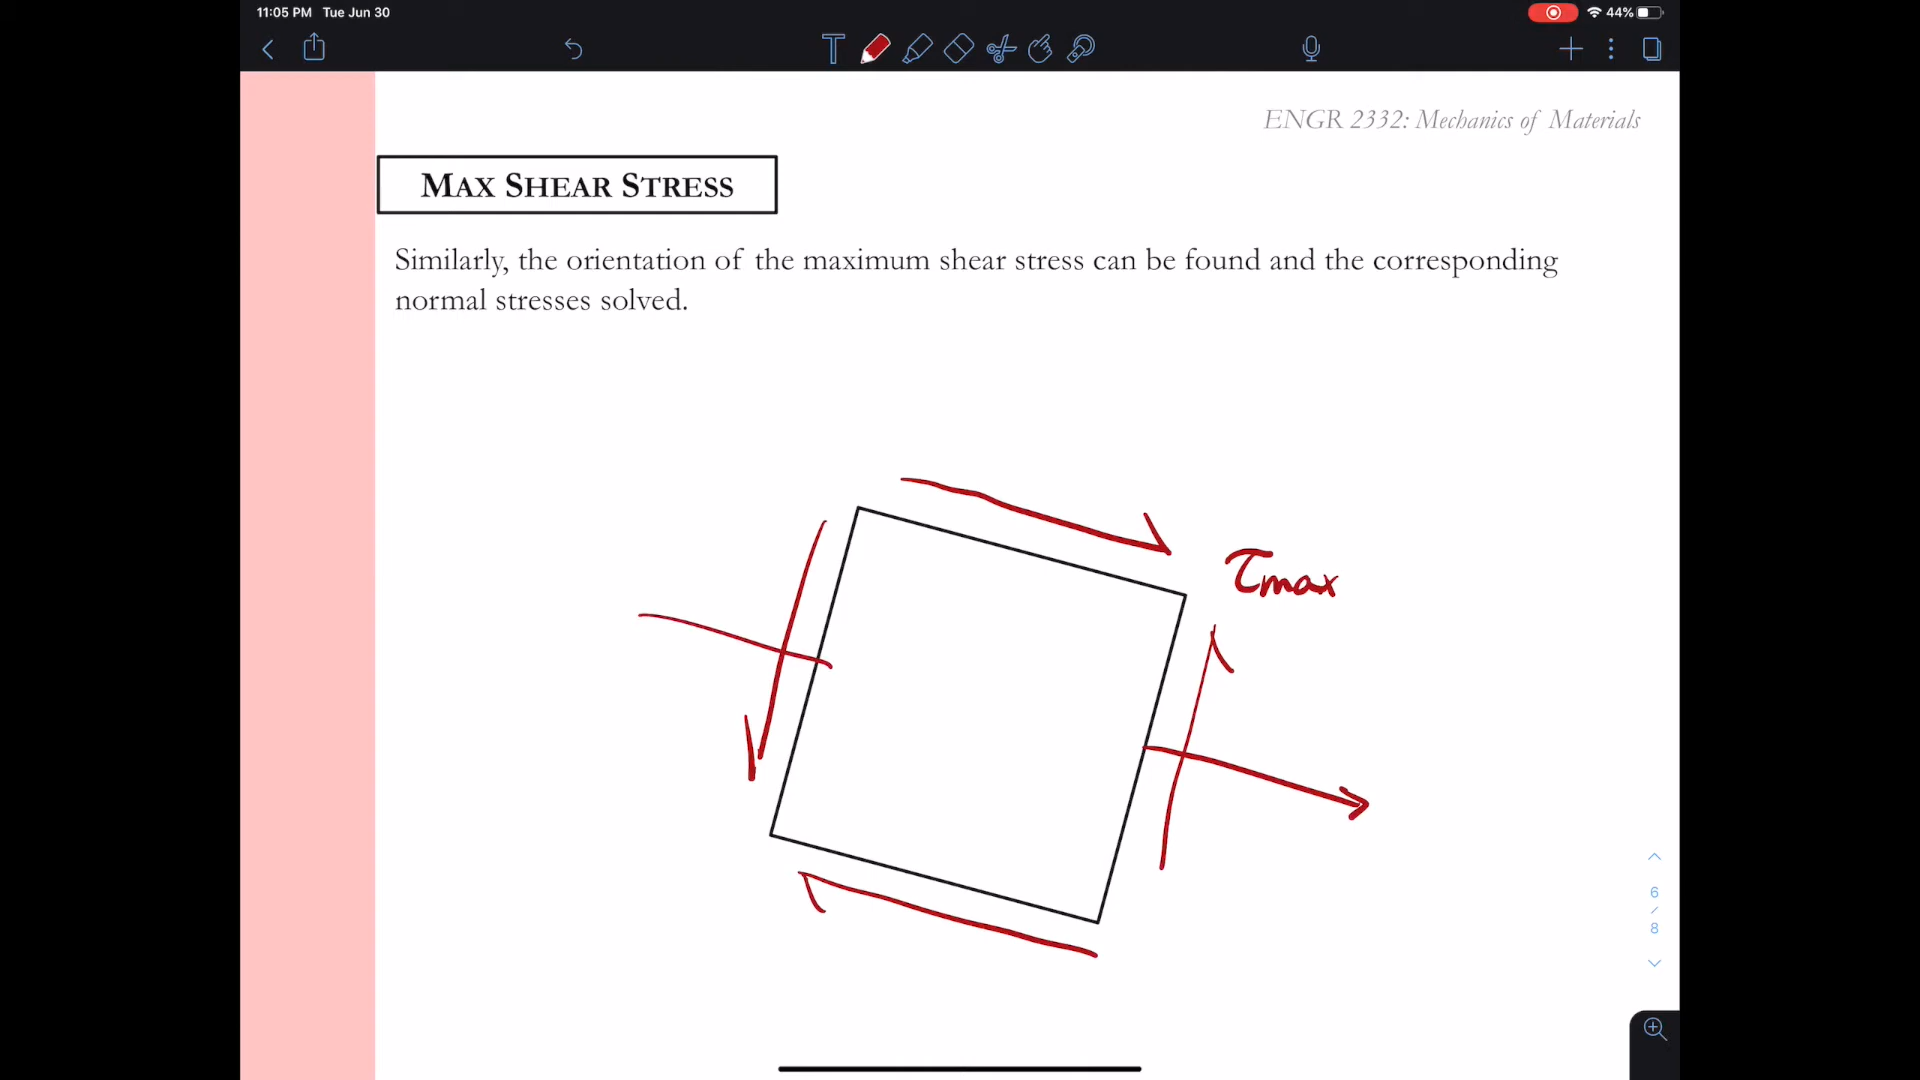 11:05 PM Tue Jun 30
44%
ENGR 2332: Mechanics of Materials
MAX SHEAR STRESS
Similarly, the orientation of the maximum shear stress can be found and the corresponding
normal stresses solved.
τmax
6
/
8